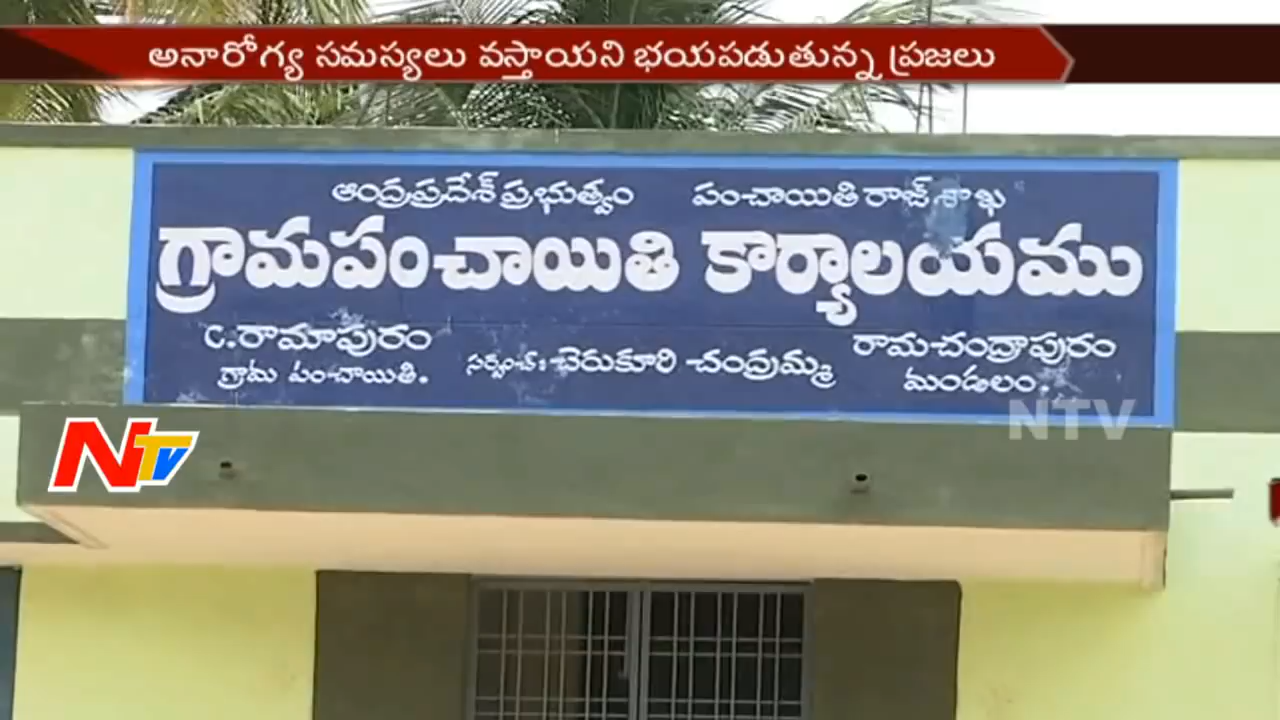 అనారోగ్య సమస్యలు వస్తాయని భయపడుతున్న ప్రజలు
ఆంధ్రప్రదేశ్ ప్రభుత్వం పంచాయితి రాజ్ శాఖ
గ్రామపంచాయితి కార్యాలయము
C.రామాపురం
గ్రామ పంచాయితి.
సర్పంచ్: చెరుకూరి చంద్రమ్మ
రామచంద్రాపురం
మండలం.
NTV
NTV